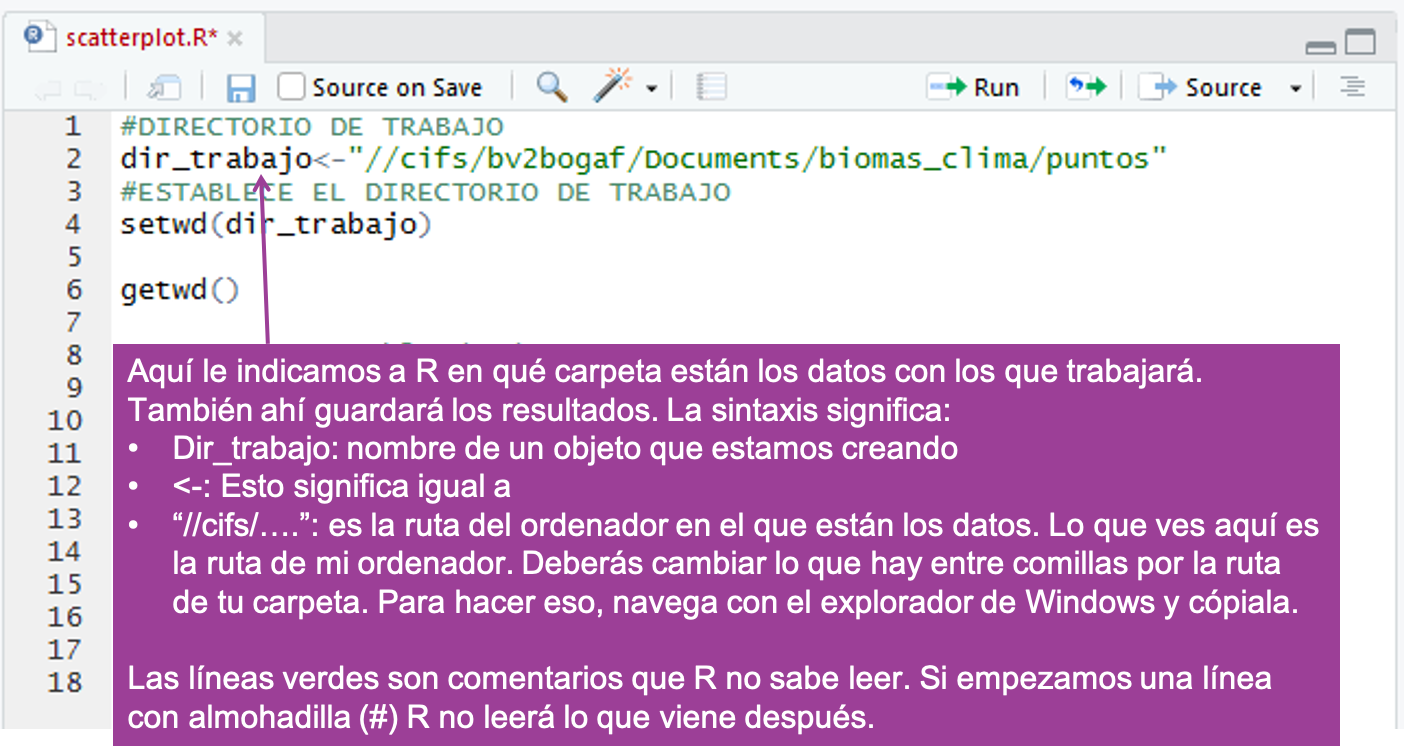 scatterplot.R*
Source on Save
Run
Source
1 #DIRECTORIO DE TRABAJO
2 dir_trabajo<-"//cifs/bv2bogaf/Documents/biomas_clima/puntos"
3 #ESTABLECE EL DIRECTORIO DE TRABAJO
4 setwd(dir_trabajo)
5
6 getwd()
7
8
9
10
11
12
13
14
15
16
17
18
Aquí le indicamos a R en qué carpeta están los datos con los que trabajará.
También ahí guardará los resultados. La sintaxis significa:
• Dir_trabajo: nombre de un objeto que estamos creando
• <-: Esto significa igual a
• “//cifs/….”: es la ruta del ordenador en el que están los datos. Lo que ves aquí es
la ruta de mi ordenador. Deberás cambiar lo que hay entre comillas por la ruta
de tu carpeta. Para hacer eso, navega con el explorador de Windows y cópiala.
Las líneas verdes son comentarios que R no sabe leer. Si empezamos una línea
con almohadilla (#) R no leerá lo que viene después.